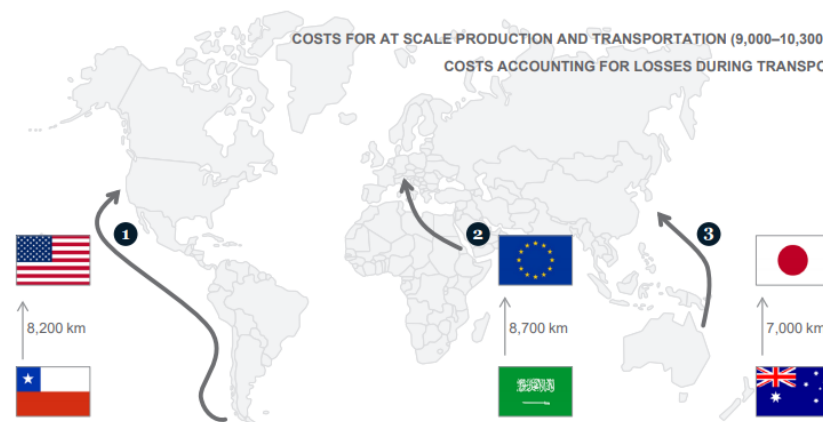 COSTS FOR AT SCALE PRODUCTION AND TRANSPORTATION (9,000–10,300
COSTS ACCOUNTING FOR LOSSES DURING TRANSPO
1
2
3
8,200 km
8,700 km
7,000 km